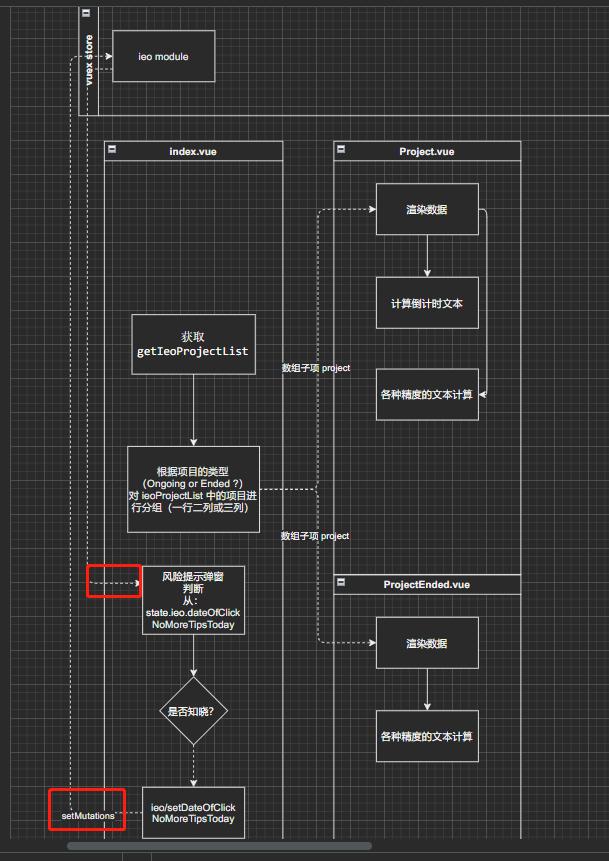 vuex store
ieo module
index.vue
获取
getIeoProjectList
根据项目的类型
（Ongoing or Ended ?）
对 ieoProjectList 中的项目进
行分组（一行二列或三列）
风险提示弹窗
判断
从：
state.ieo.dateOfClick
NoMoreTipsToday
是否知晓？
ieo/setDateOfClick
NoMoreTipsToday
setMutations
数组子项 project
数组子项 project
Project.vue
渲染数据
计算倒计时文本
各种精度的文本计算
ProjectEnded.vue
渲染数据
各种精度的文本计算